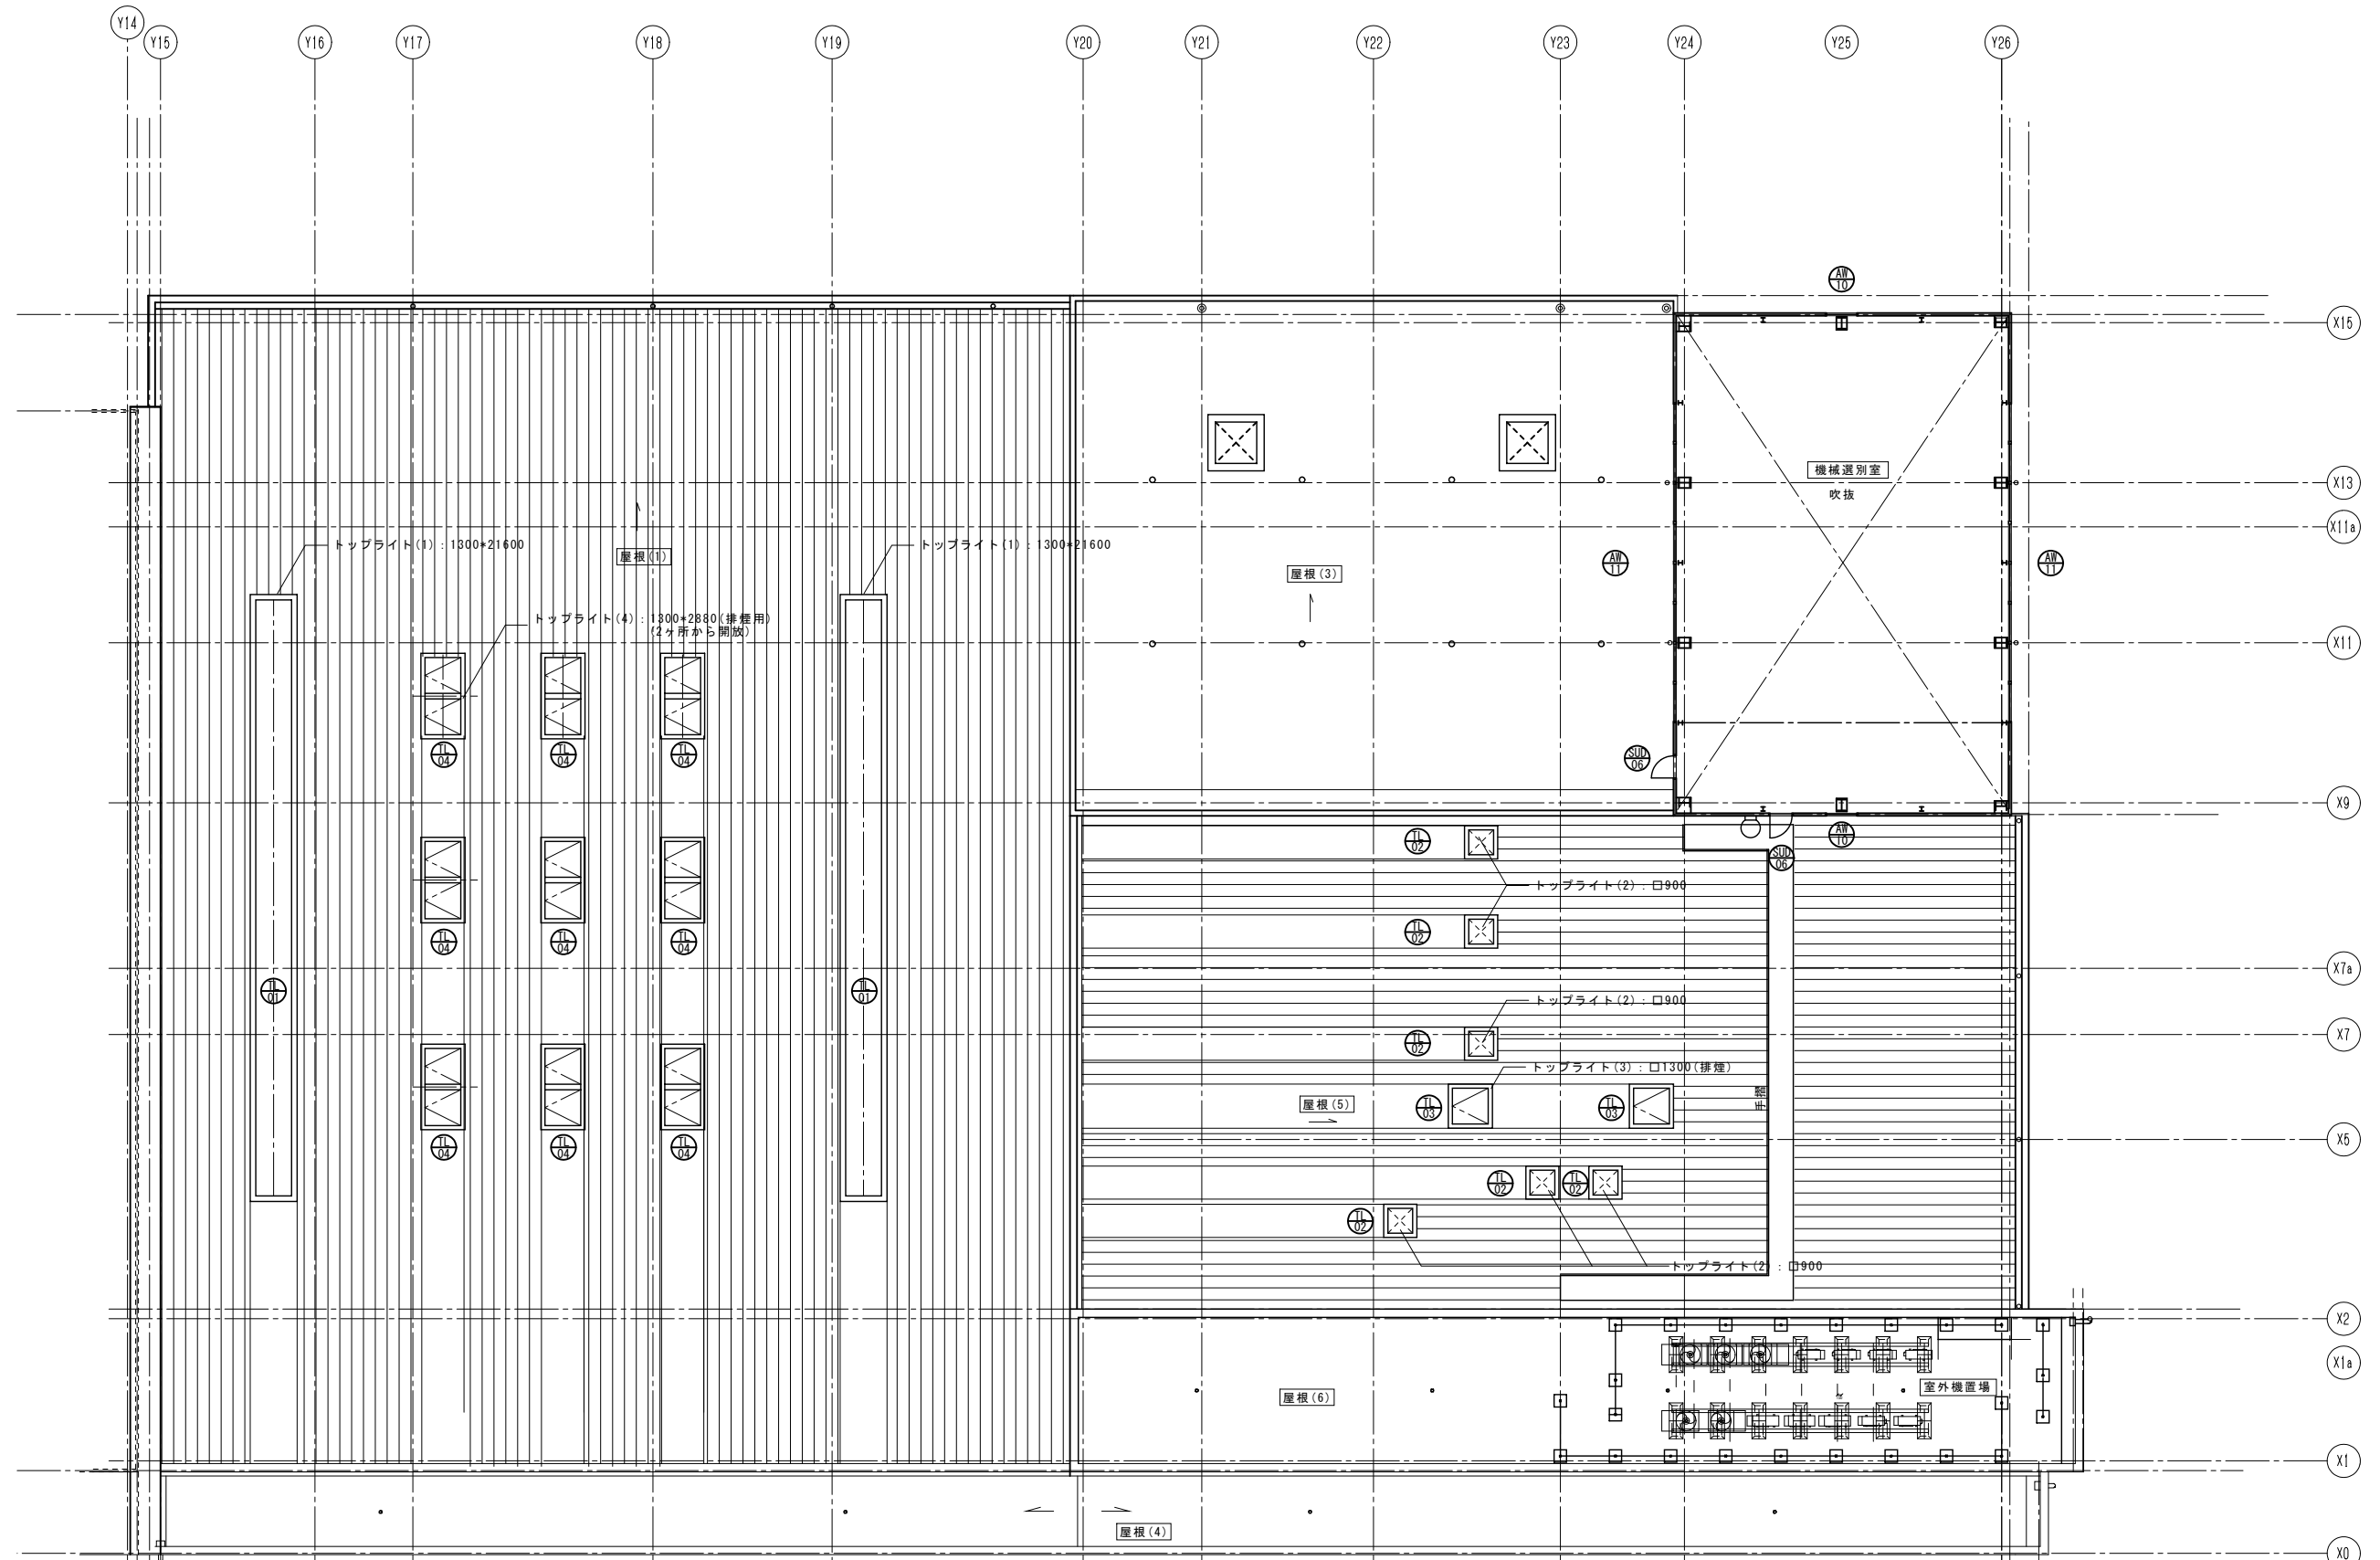 Y14
Y15
Y16
Y17
Y18
Y19
Y20
Y21
Y22
Y23
Y24
Y25
Y26
AW
10
X15
機械選別室
吹抜
X13
X11a
トップライト(1) : 1300*21600
トップライト(1) : 1300*21600
屋根(1)
屋根(3)
AW
11
AW
11
トップライト(4) : 1300*2880(排煙用)
(2ヶ所から開放)
X11
TL
04
TL
04
TL
04
SUD
06
X9
TL
02
AW
10
SUD
06
トップライト(2) : □900
TL
04
TL
04
TL
04
TL
02
X7a
TL
01
TL
01
トップライト(2) : □900
TL
02
X7
トップライト(3) : □1300(排煙)
屋根(5)
TL
03
TL
03
手摺
TL
04
TL
04
TL
04
X5
TL
02
TL
02
TL
02
トップライト(2) : □900
X2
X1a
屋根(6)
室外機置場
X1
屋根(4)
X0